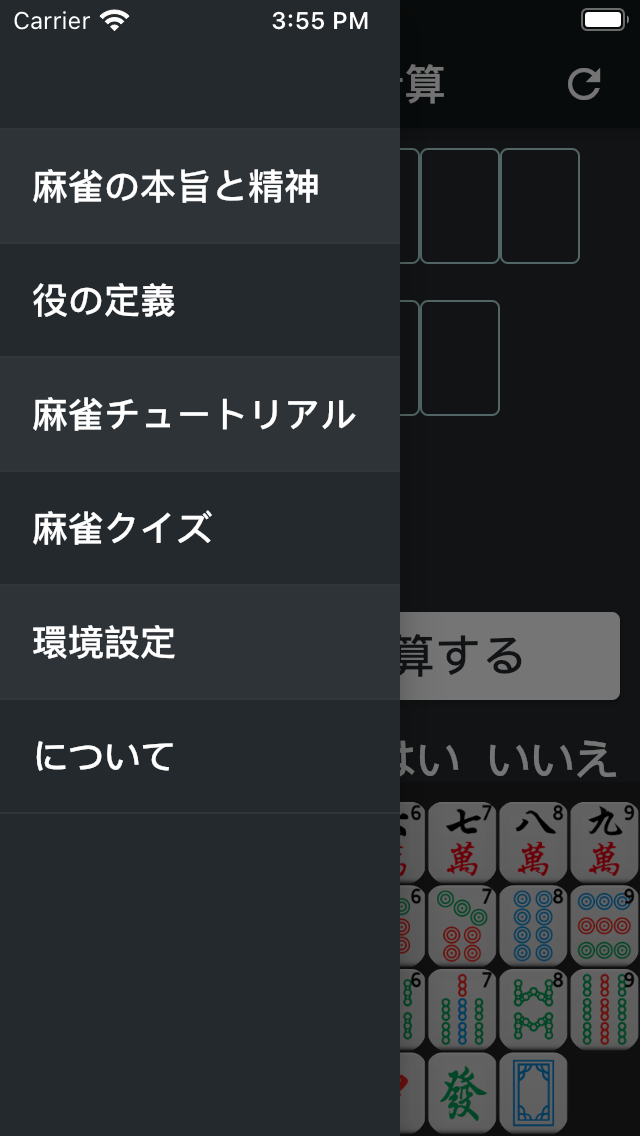 Carrier 3:55 PM
算
麻雀の本旨と精神
役の定義
麻雀チュートリアル
麻雀クイズ
環境設定
算する
について
はい いいえ
6 七7 八8 九9
萬 萬 萬
6 7 8 9
6 7 8 9
發